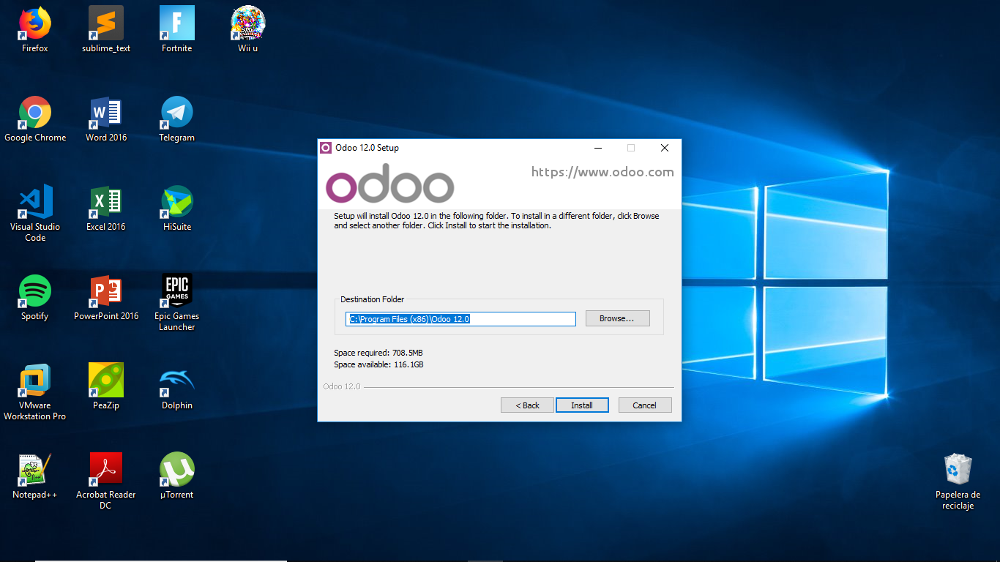 Firefox
sublime_text
Fortnite
Wii u
Google Chrome
Word 2016
Telegram
Visual Studio
Code
Excel 2016
HiSuite
Spotify
PowerPoint 2016
EPIC
GAMES
Epic Games
Launcher
VMware
Workstation Pro
PeaZip
Dolphin
Notepad++
Acrobat Reader
DC
µTorrent
Odoo 12.0 Setup
odoo
https://www.odoo.com
Setup will install Odoo 12.0 in the following folder. To install in a different folder, click Browse
and select another folder. Click Install to start the installation.
Destination Folder
C:\Program Files (x86)\Odoo 12.0
Browse...
Space required: 708.5MB
Space available: 116.1GB
Odoo 12.0
< Back
Install
Cancel
Papelera de
reciclaje